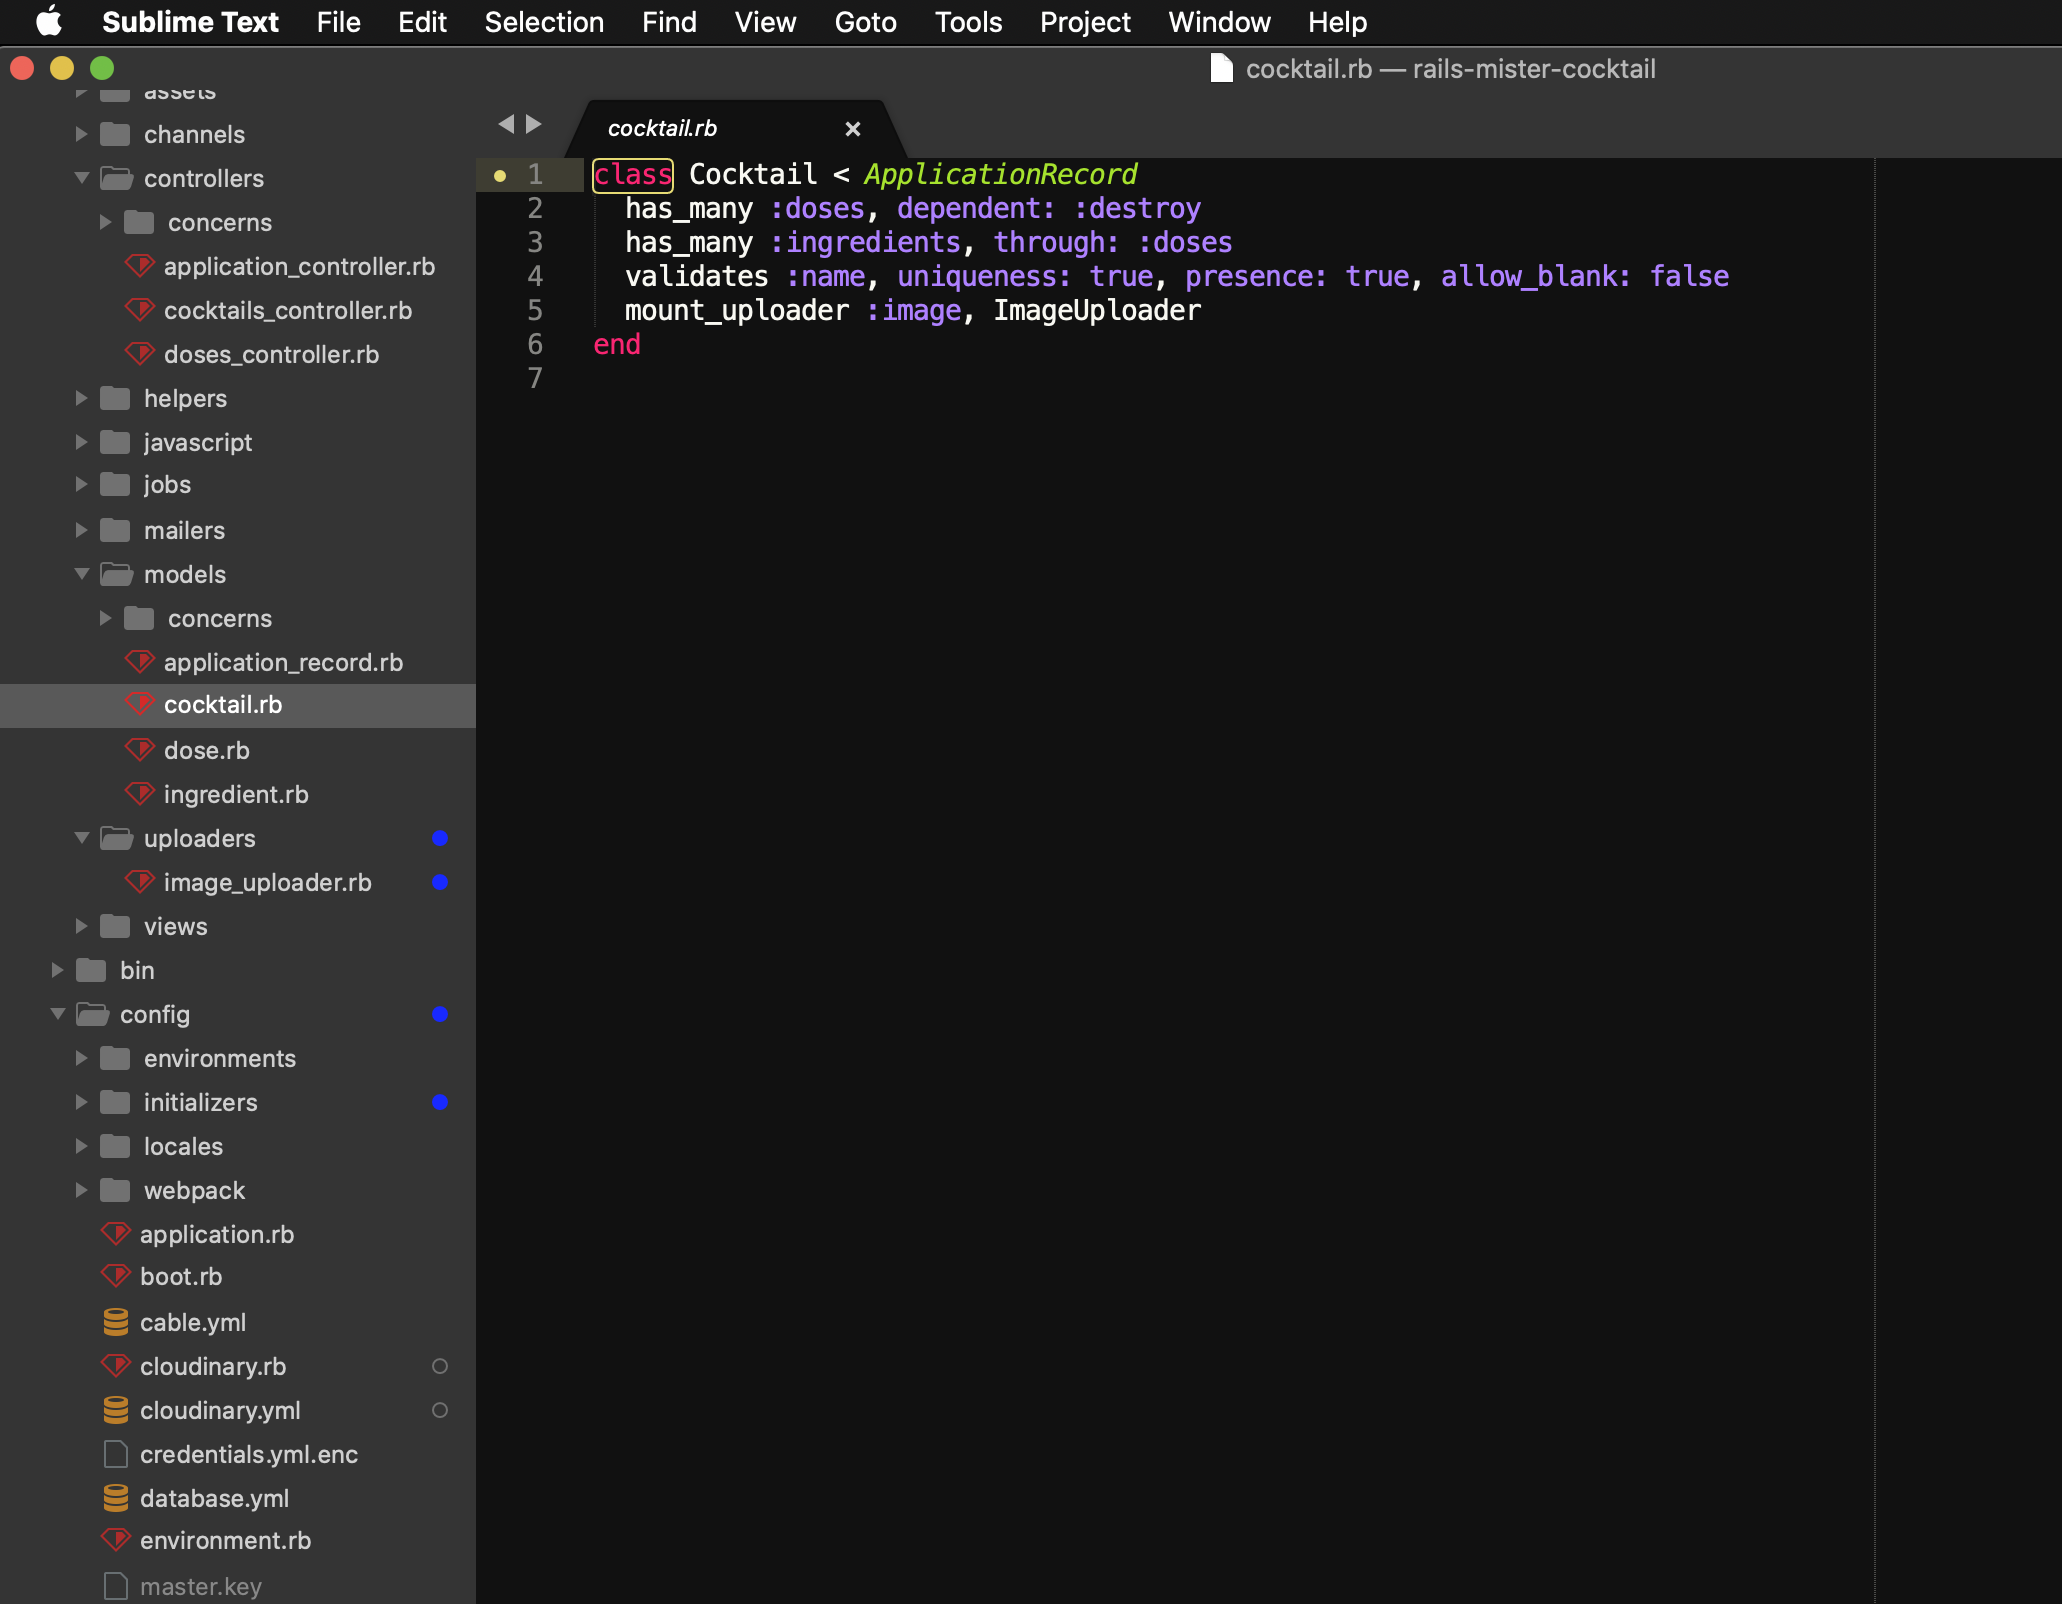 Sublime Text File Edit Selection Find View Goto Tools Project Window Help
cocktail.rb — rails-mister-cocktail
assets
channels
controllers
concerns
application_controller.rb
cocktails_controller.rb
doses_controller.rb
helpers
javascript
jobs
mailers
models
concerns
application_record.rb
cocktail.rb
dose.rb
ingredient.rb
uploaders
image_uploader.rb
views
bin
config
environments
initializers
locales
webpack
application.rb
boot.rb
cable.yml
cloudinary.rb
cloudinary.yml
credentials.yml.enc
database.yml
environment.rb
master.key
cocktail.rb ×
1 class Cocktail < ApplicationRecord
2 has_many :doses, dependent: :destroy
3 has_many :ingredients, through: :doses
4 validates :name, uniqueness: true, presence: true, allow_blank: false
5 mount_uploader :image, ImageUploader
6 end
7